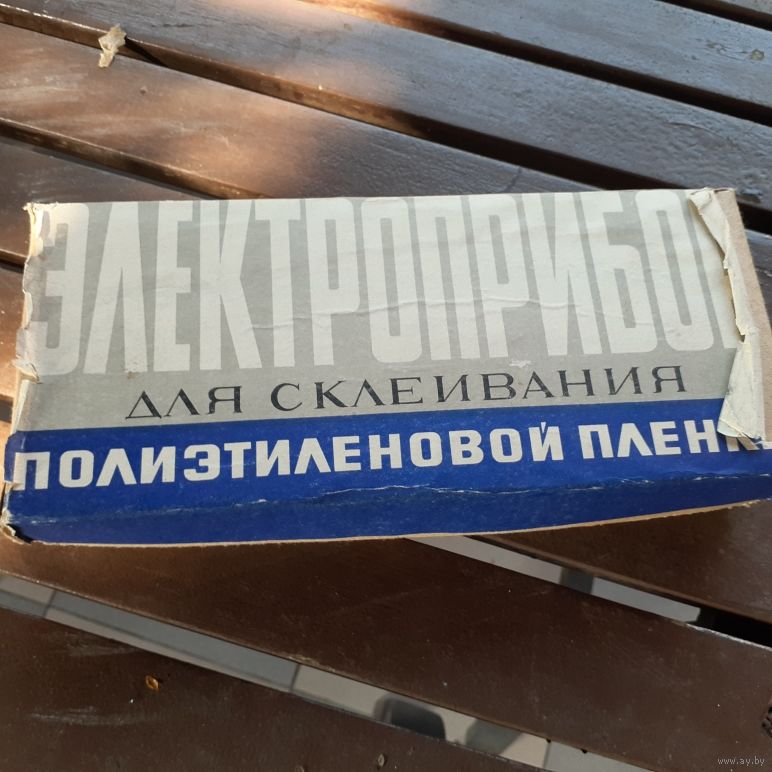 ЭЛЕКТРОПРИБО
ДЛЯ СКЛЕИВАНИЯ
ПОЛИЭТИЛЕНОВОЙ ПЛЕНК
www.ay.by